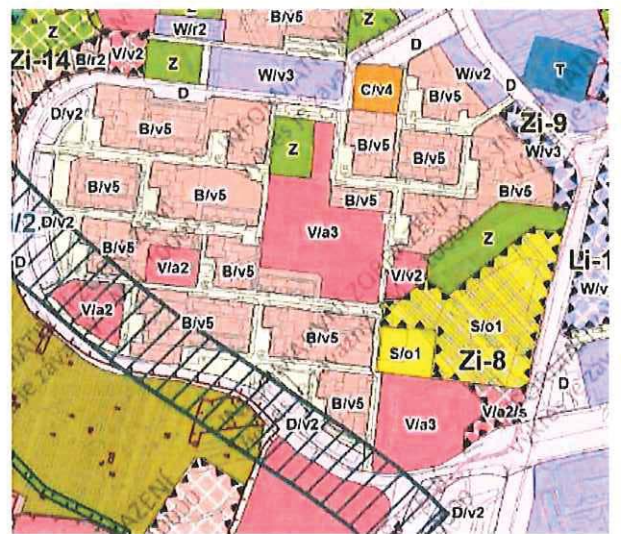 Z
W/r2
B/v5
Z
D
Zi-14
B/r2
V/v2
Z
W/v3
C/v4
B/v5
W/v2
D
T
D
D/v2
B/v5
Z
B/v5
B/v5
Zi-9
W/v3
B/v5
B/v5
B/v5
B/v5
D/v2
V/a3
Z
B/v5
V/a2
B/v5
V/v2
D
V/a2
B/v5
B/v5
S/o1
S/o1
Zi-8
D
B/v5
D/v2
V/a3
V/a2/s
D/v2